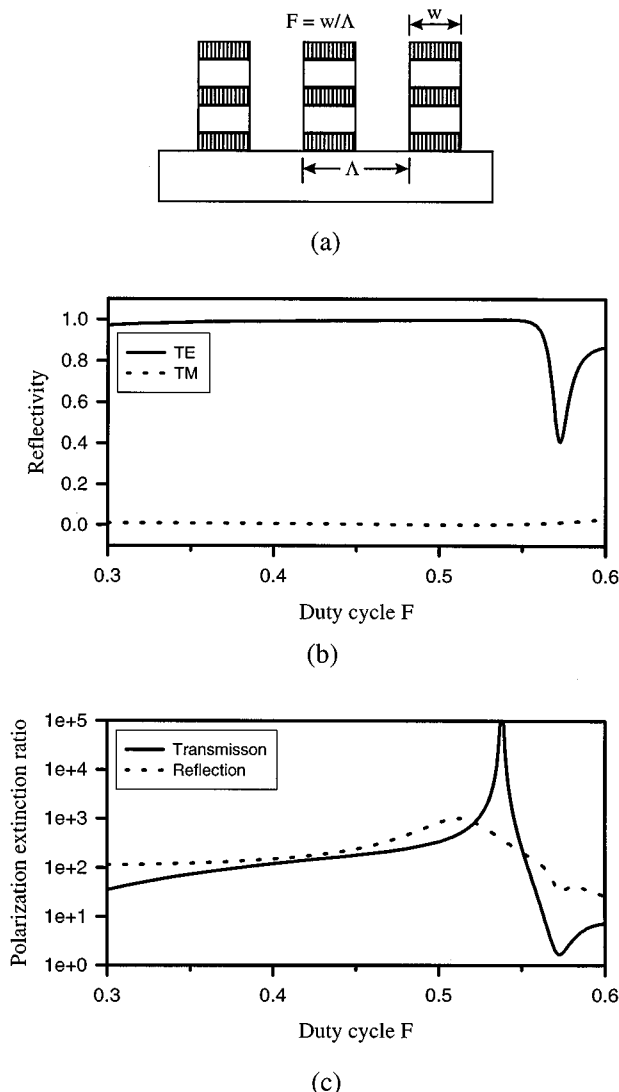 F = w/Λ
w
Λ
(a)
1.0
0.8
0.6
0.4
0.2
0.0
TE
TM
Reflectivity
0.3 0.4 0.5 0.6
Duty cycle F
(b)
1e+5
1e+4
1e+3
1e+2
1e+1
1e+0
Transmisson
Reflection
Polarization extinction ratio
0.3 0.4 0.5 0.6
Duty cycle F
(c)